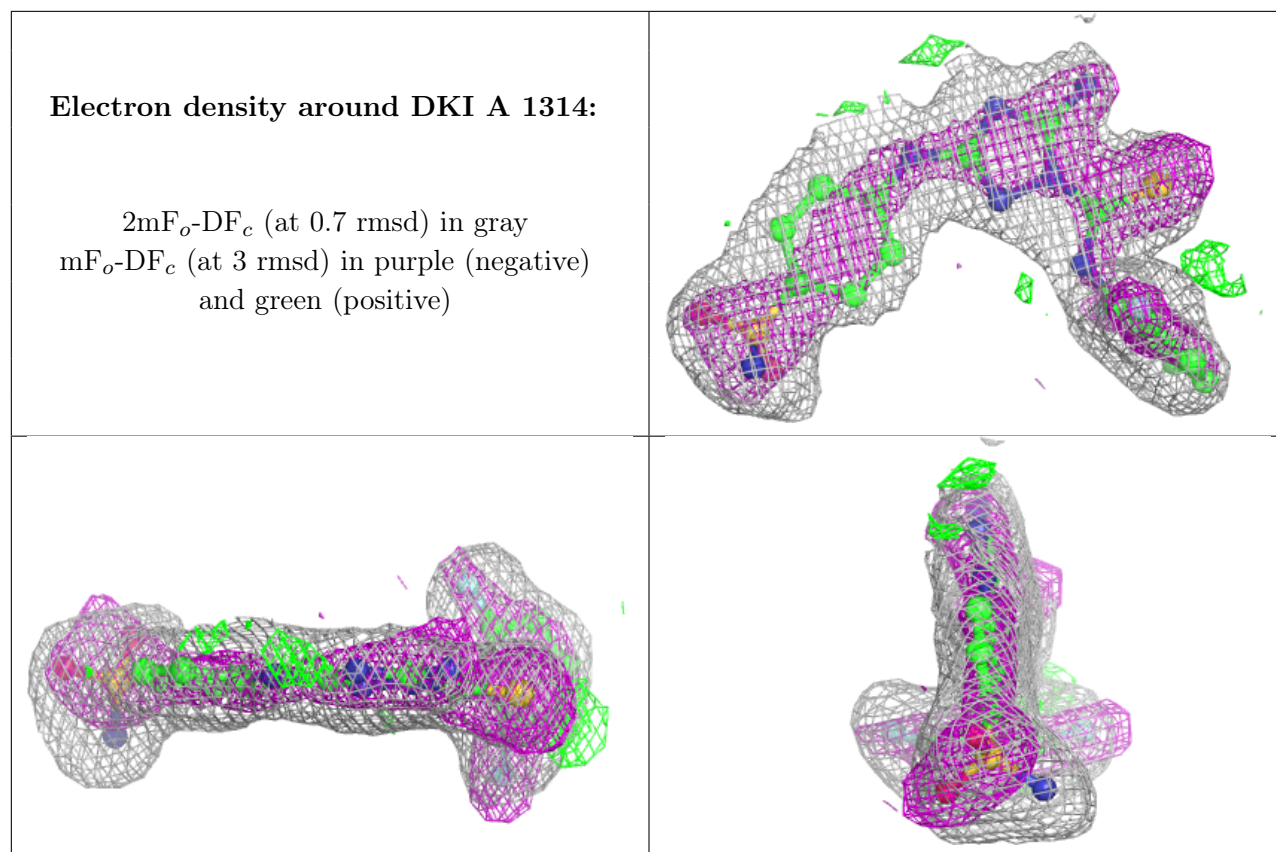 Electron density around DKI A 1314:
2mFo-DFc (at 0.7 rmsd) in gray
mFo-DFc (at 3 rmsd) in purple (negative)
and green (positive)